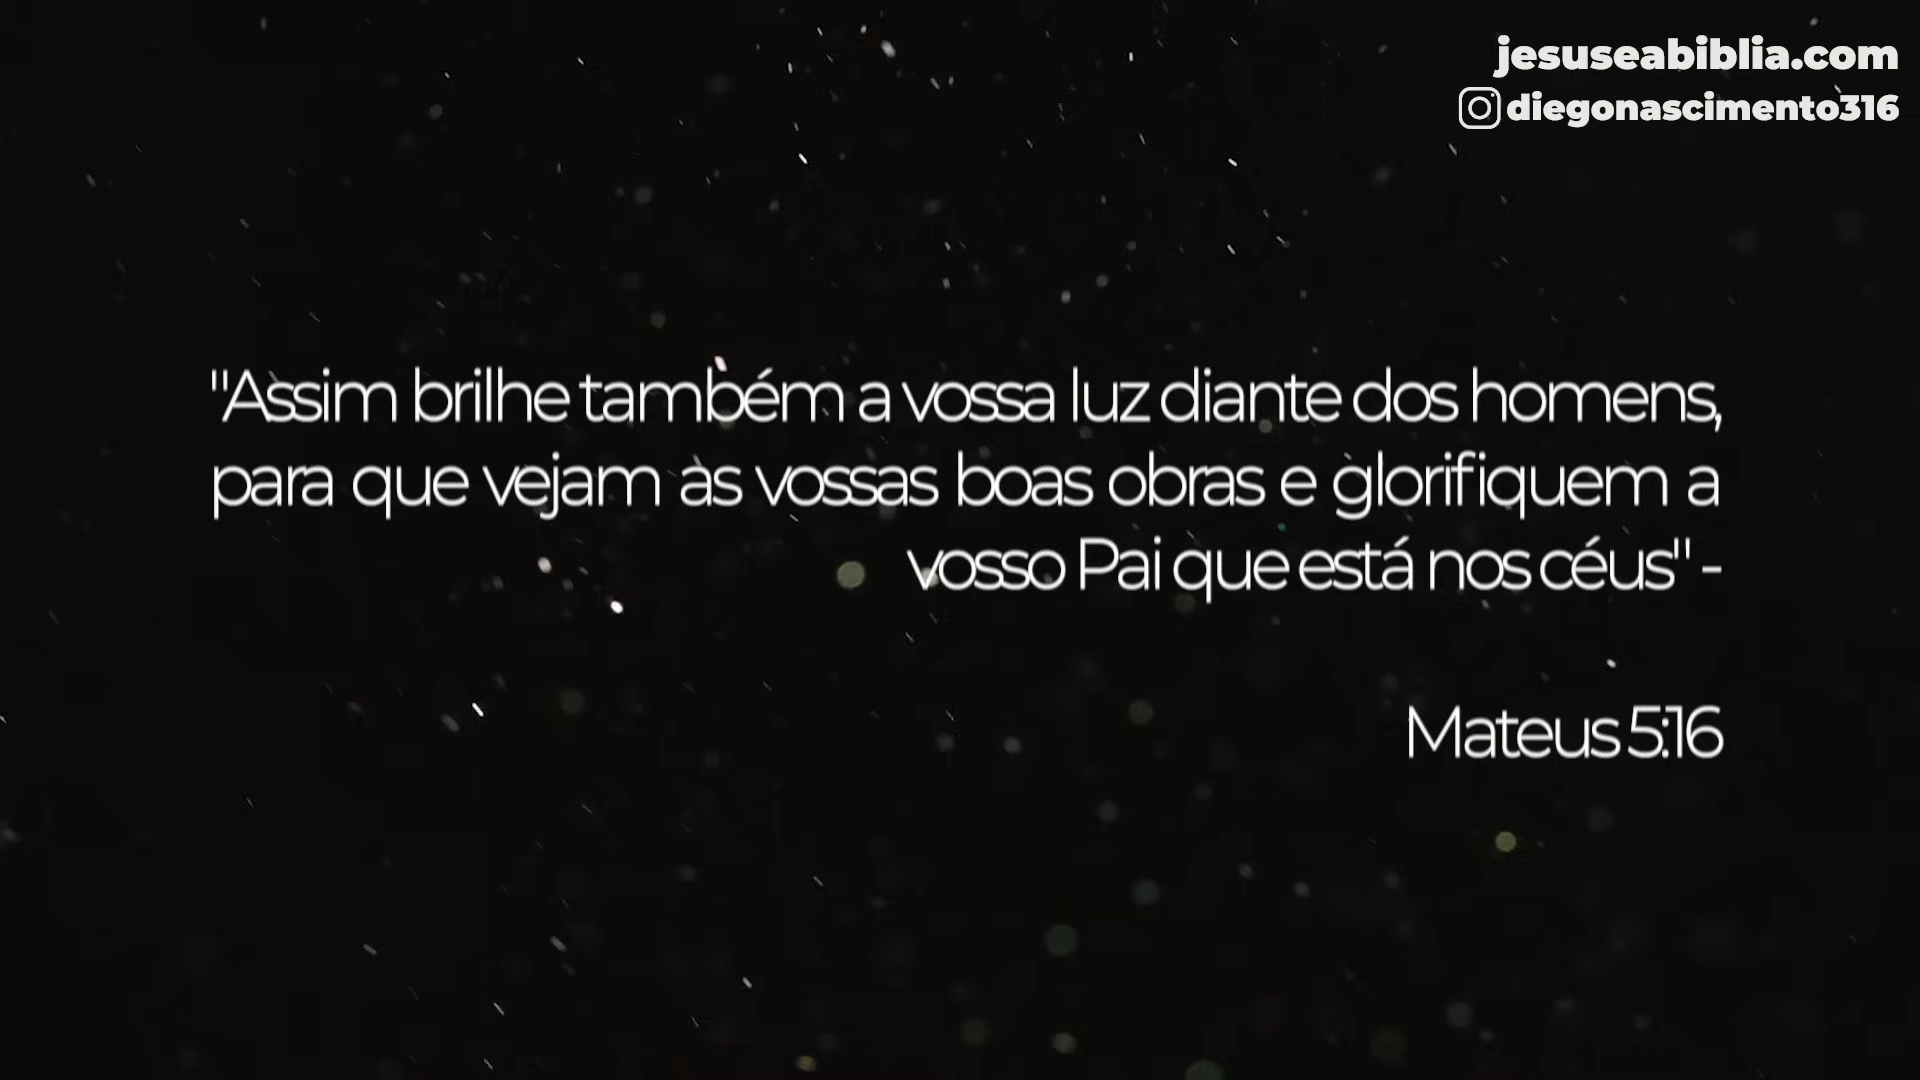 jesuseabiblia.com
diegonascimento316
"Assim brilhe também a vossa luz diante dos homens,
para que vejam as vossas boas obras e glorifiquem a
vosso Pai que está nos céus" -
Mateus 5:16